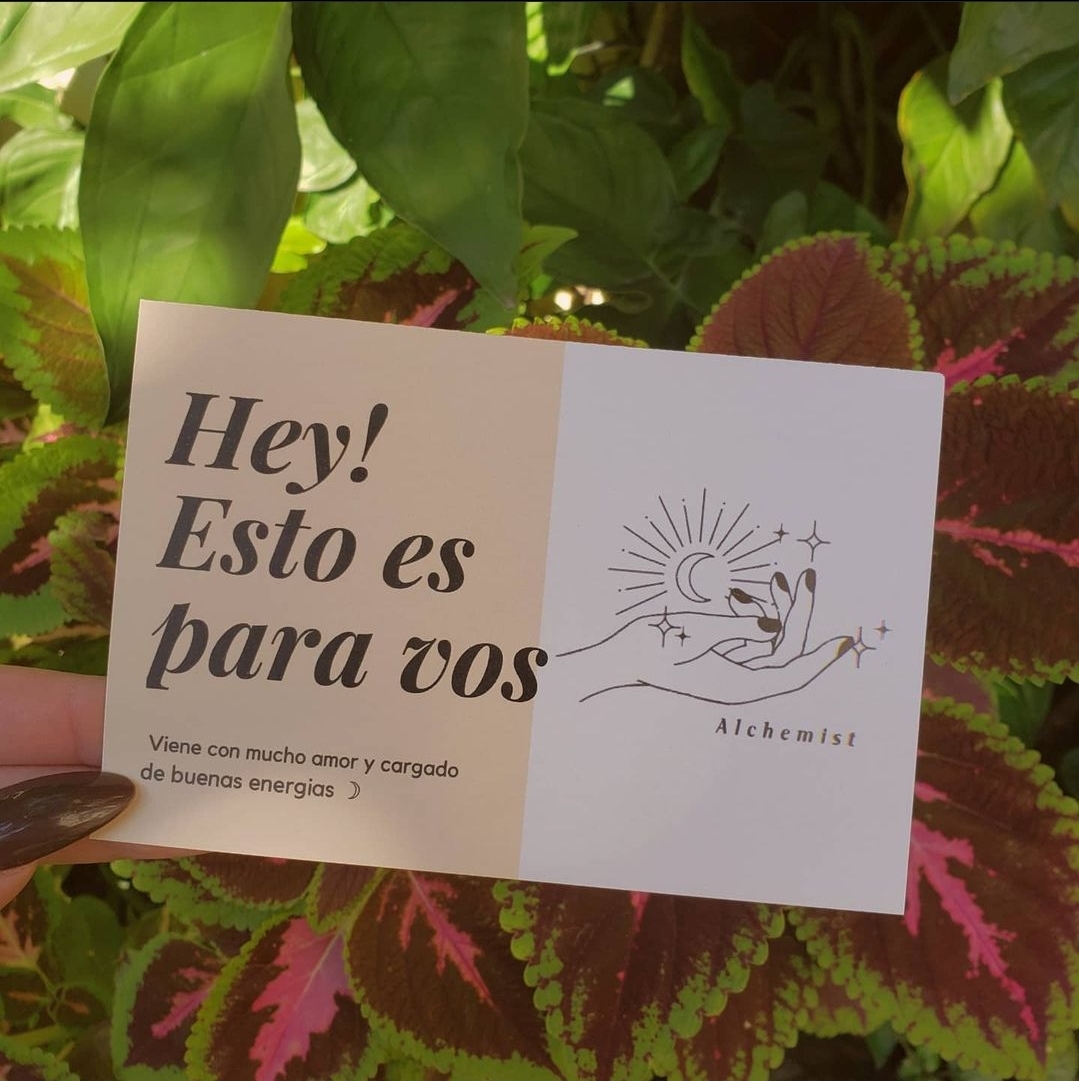 Hey!
Esto es
para vos
Viene con mucho amor y cargado
de buenas energias ☽
Alchemist